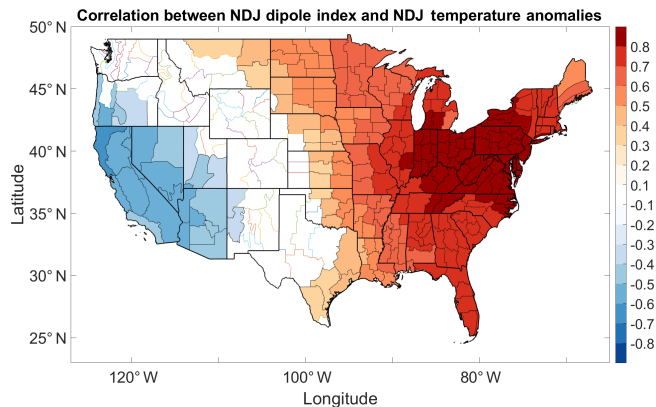 Correlation between NDJ dipole index and NDJ temperature anomalies
50° N
45° N
40° N
35° N
30° N
25° N
Latitude
120° W
100° W
80° W
Longitude
0.8
0.7
0.6
0.5
0.4
0.3
0.2
0.1
-0.1
-0.2
-0.3
-0.4
-0.5
-0.6
-0.7
-0.8